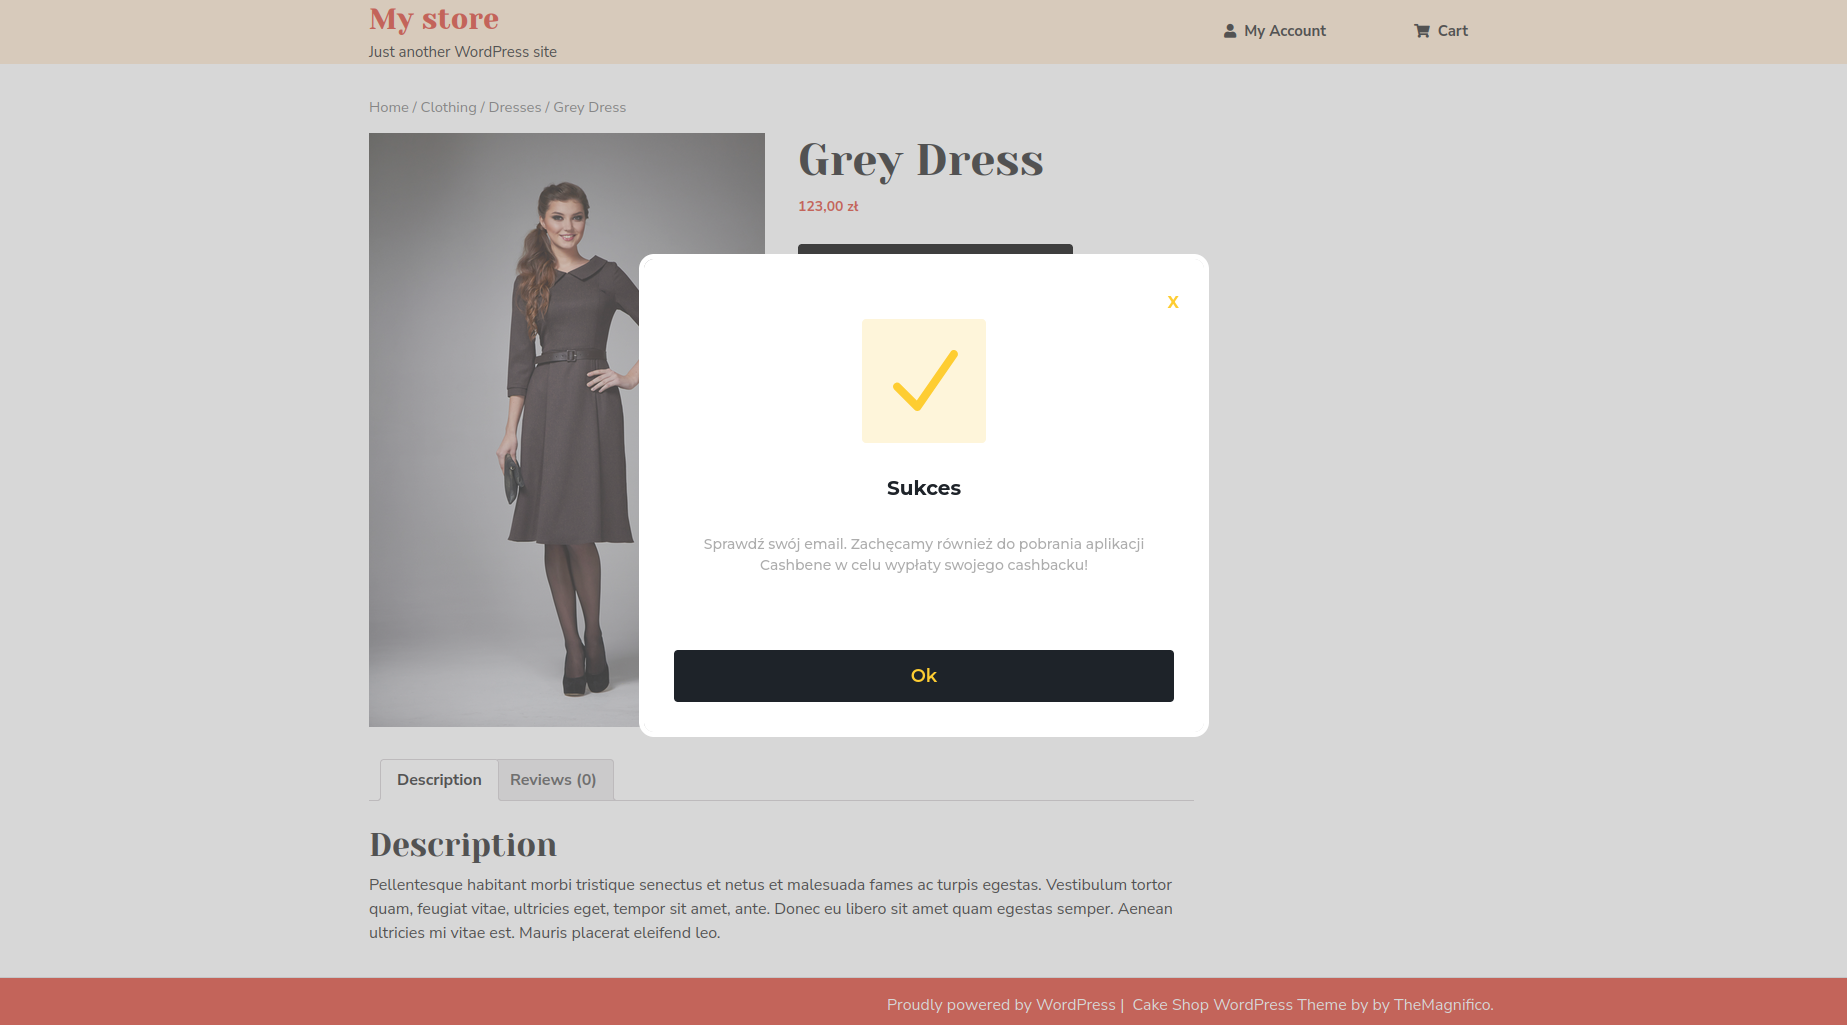 My store
Just another WordPress site
My Account
Cart
Home / Clothing / Dresses / Grey Dress
Grey Dress
123,00 zł
X
Sukces
Sprawdź swój email. Zachęcamy również do pobrania aplikacji
Cashbene w celu wypłaty swojego cashbacku!
Ok
Description
Reviews (0)
Description
Pellentesque habitant morbi tristique senectus et netus et malesuada fames ac turpis egestas. Vestibulum tortor
quam, feugiat vitae, ultricies eget, tempor sit amet, ante. Donec eu libero sit amet quam egestas semper. Aenean
ultricies mi vitae est. Mauris placerat eleifend leo.
Proudly powered by WordPress | Cake Shop WordPress Theme by by TheMagnifico.